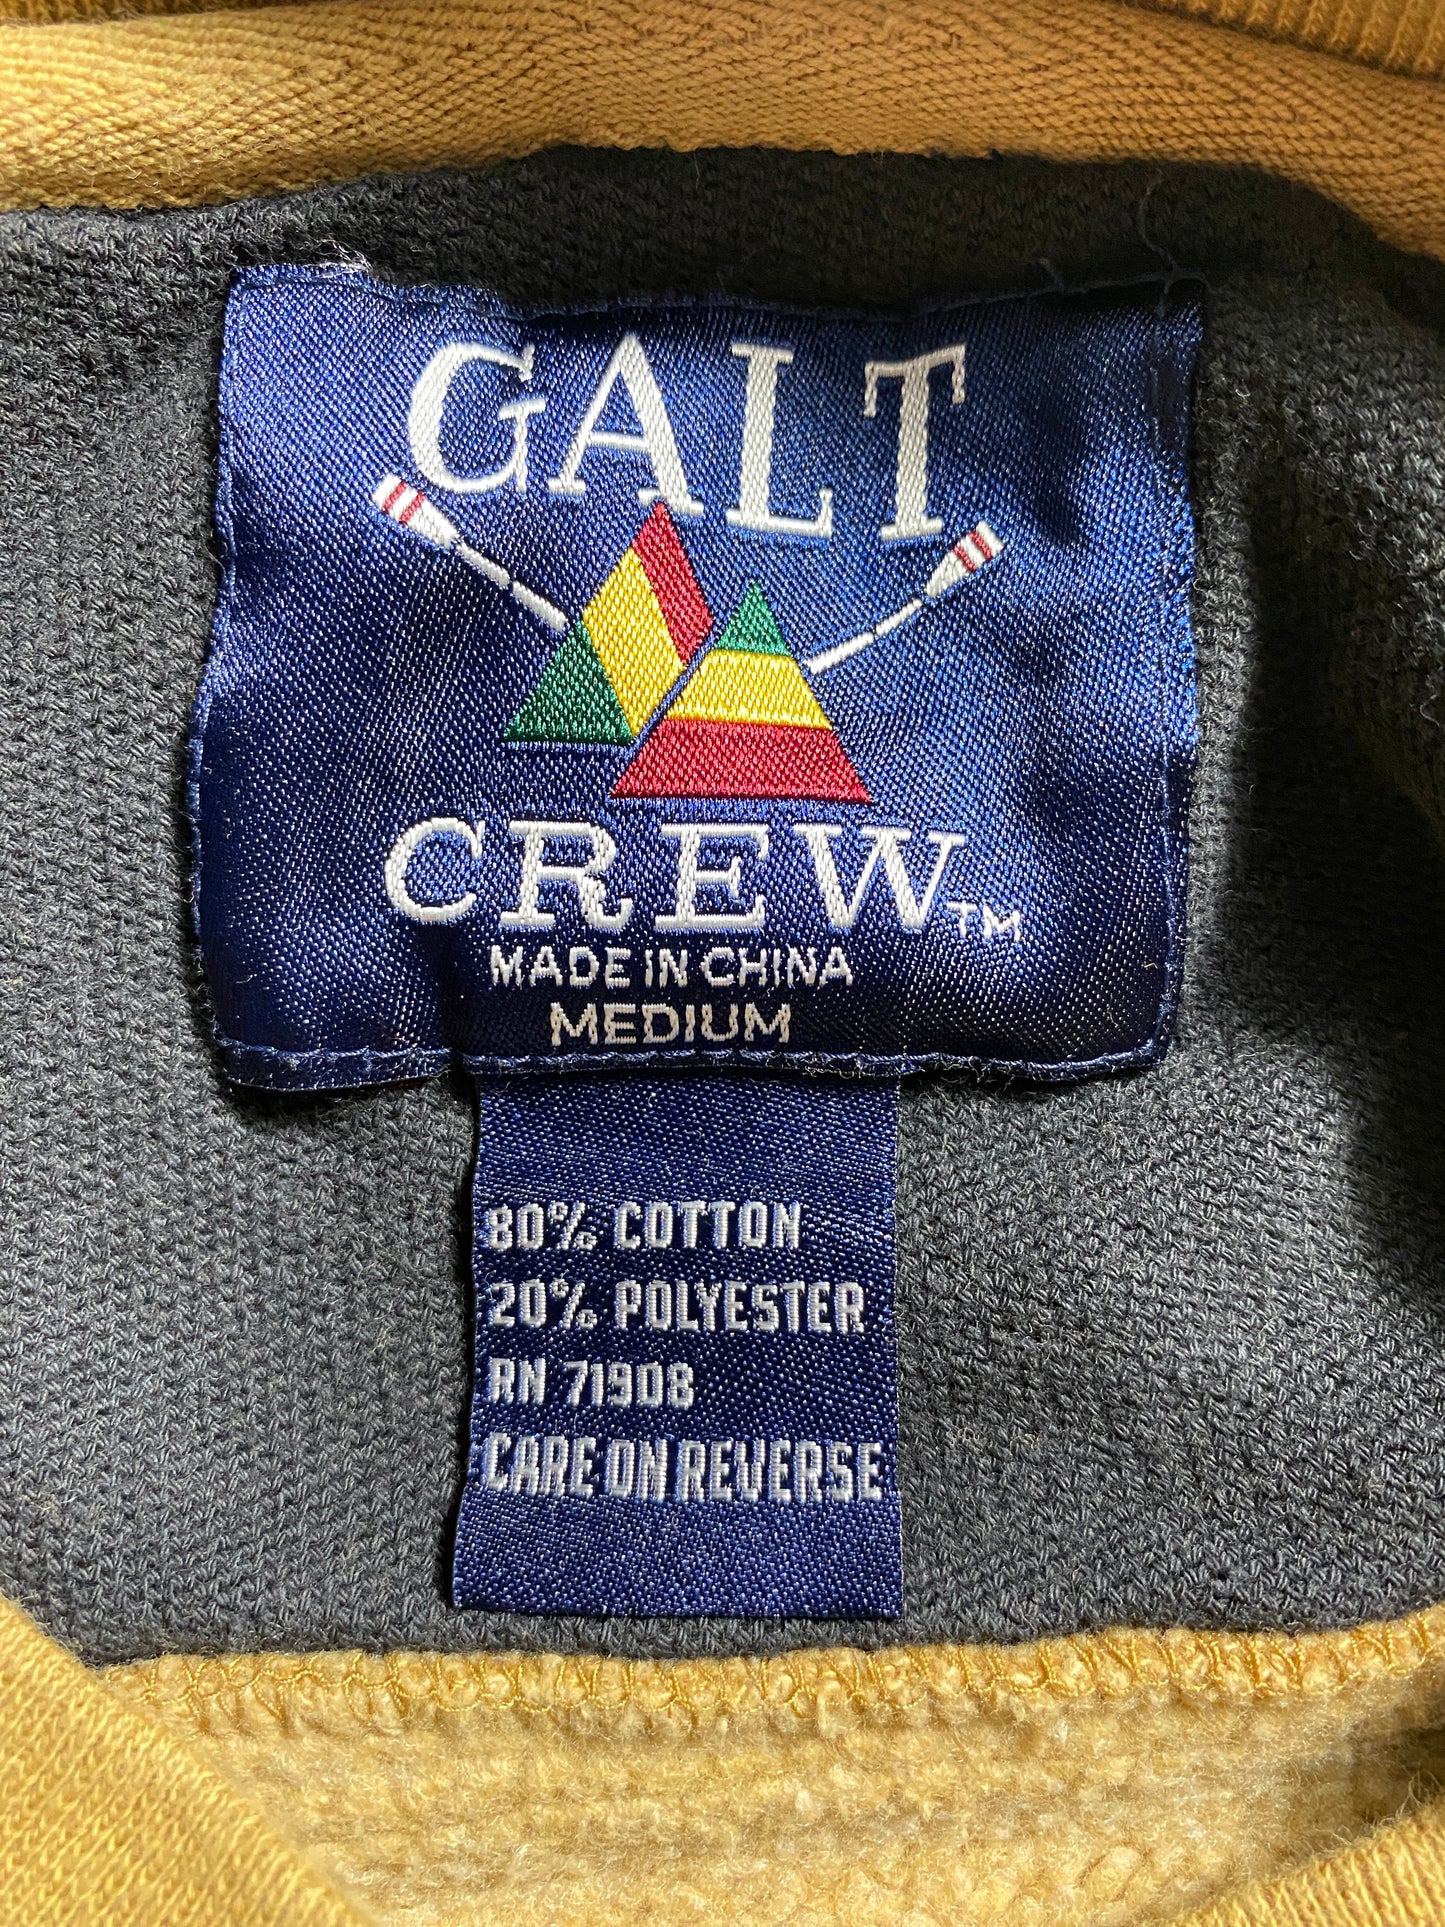 GALT
CREW™
MADE IN CHINA
MEDIUM
80% COTTON
20% POLYESTER
RN 71908
CARE ON REVERSE